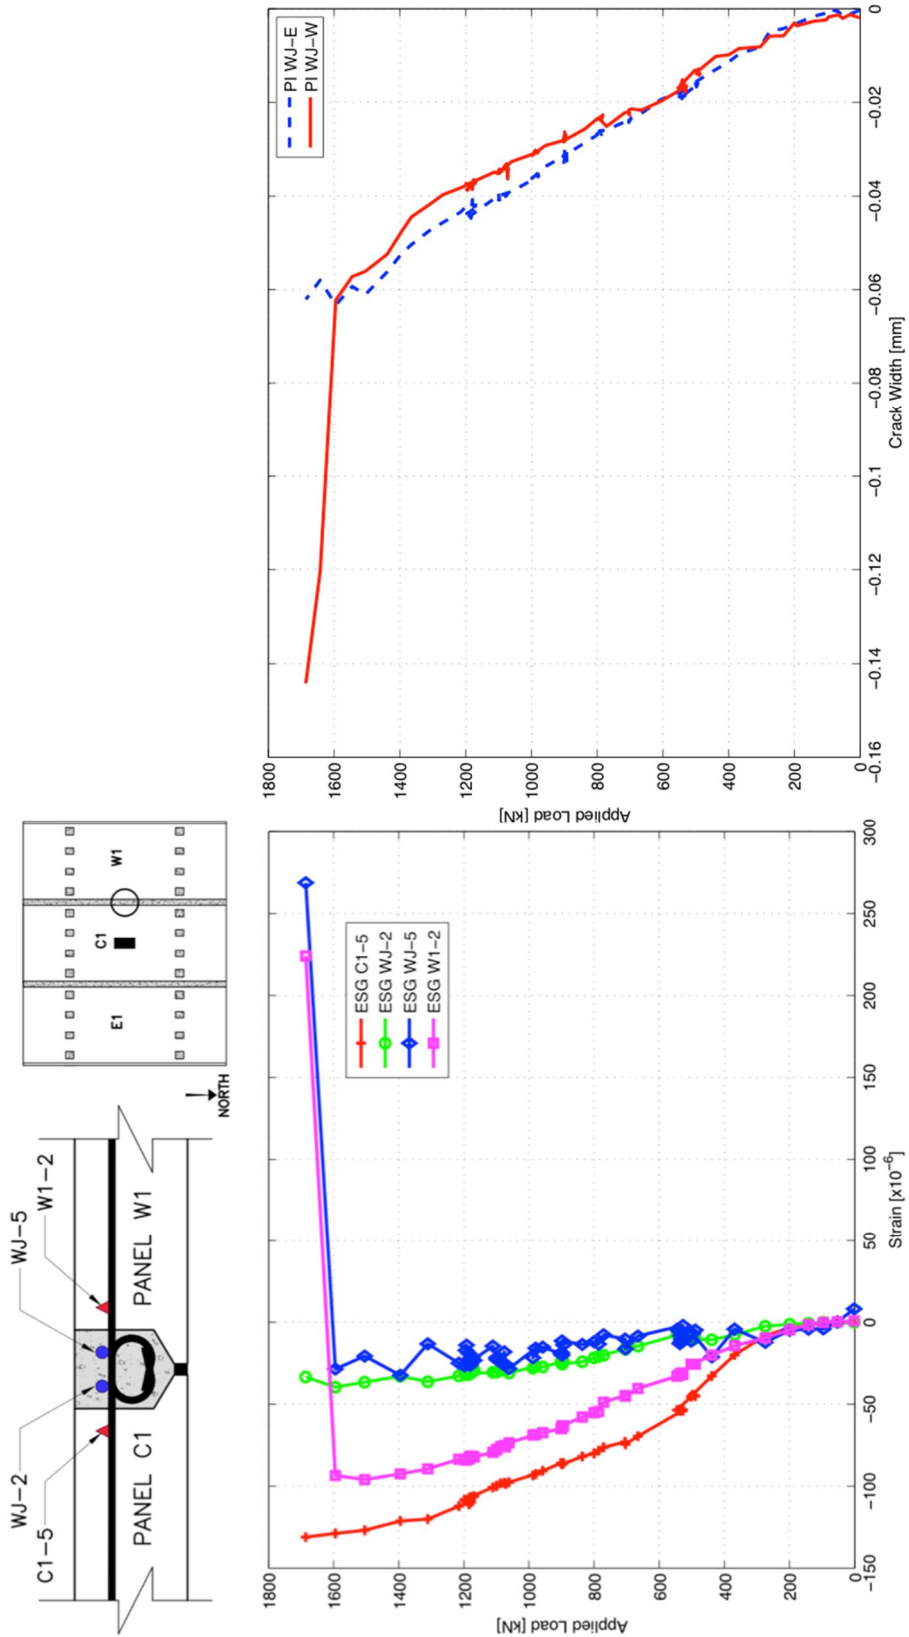 WJ-2
WJ-5
C1-5
W1-2
PANEL C1
PANEL W1
NORTH
E1
C1
W1
Applied Load [kN]
1800
1600
1400
1200
1000
800
600
400
200
0
ESG C1-5
ESG WJ-2
ESG WJ-5
ESG W1-2
-150
-100
-50
0
50
100
150
200
250
300
Strain [x10⁻⁶]
Applied Load [kN]
1800
1600
1400
1200
1000
800
600
400
200
0
PI WJ-E
PI WJ-W
-0.16
-0.14
-0.12
-0.1
-0.08
-0.06
-0.04
-0.02
0
Crack Width [mm]